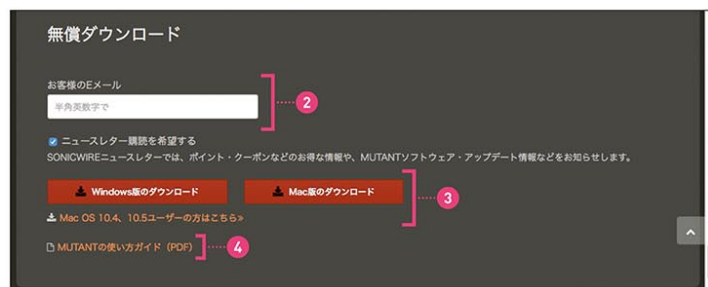 無償ダウンロード
お客様のEメール
半角英数字で
2
ニュースレター購読を希望する
SONICWIREニュースレターでは、ポイント・クーポンなどのお得な情報や、MUTANTソフトウェア・アップデート情報などをお知らせします。
Windows版のダウンロード Mac版のダウンロード
3
Mac OS 10.4、10.5ユーザーの方はこちら»
MUTANTの使い方ガイド（PDF） 4